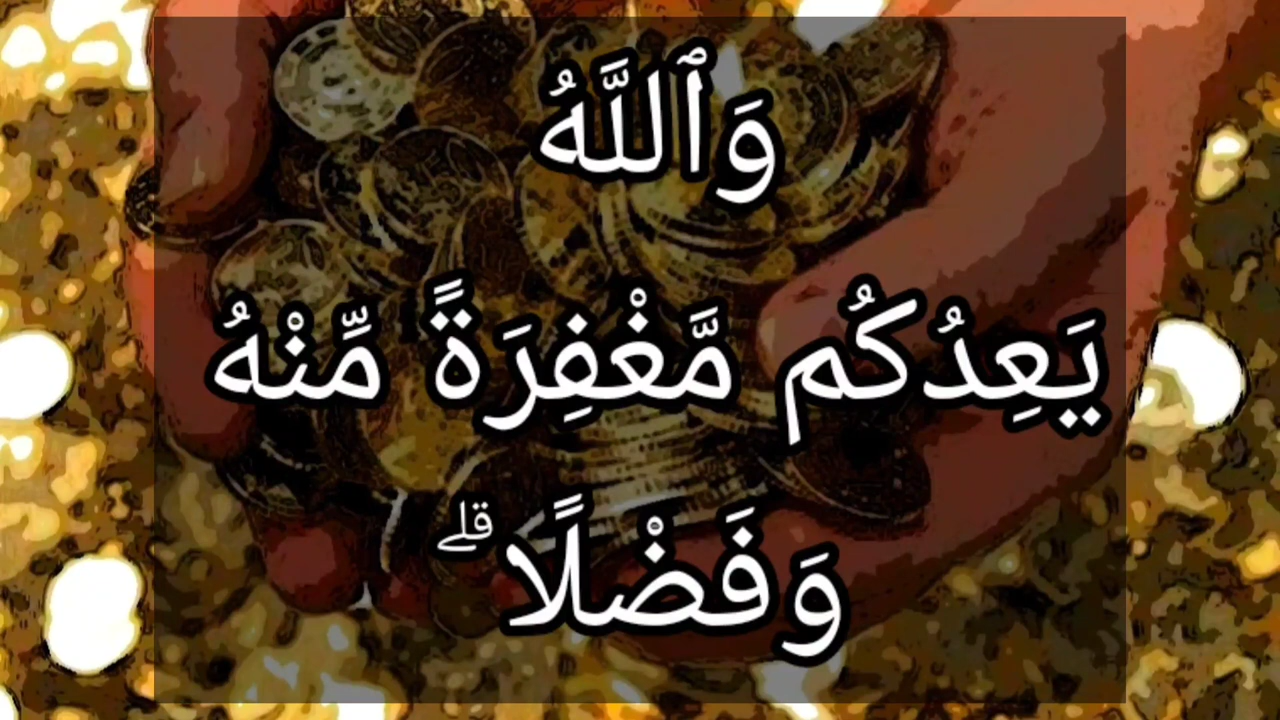 وَٱللَّهُ
يَعِدُكُم مَّغْفِرَةً مِّنْهُ
وَفَضْلًا ۗ